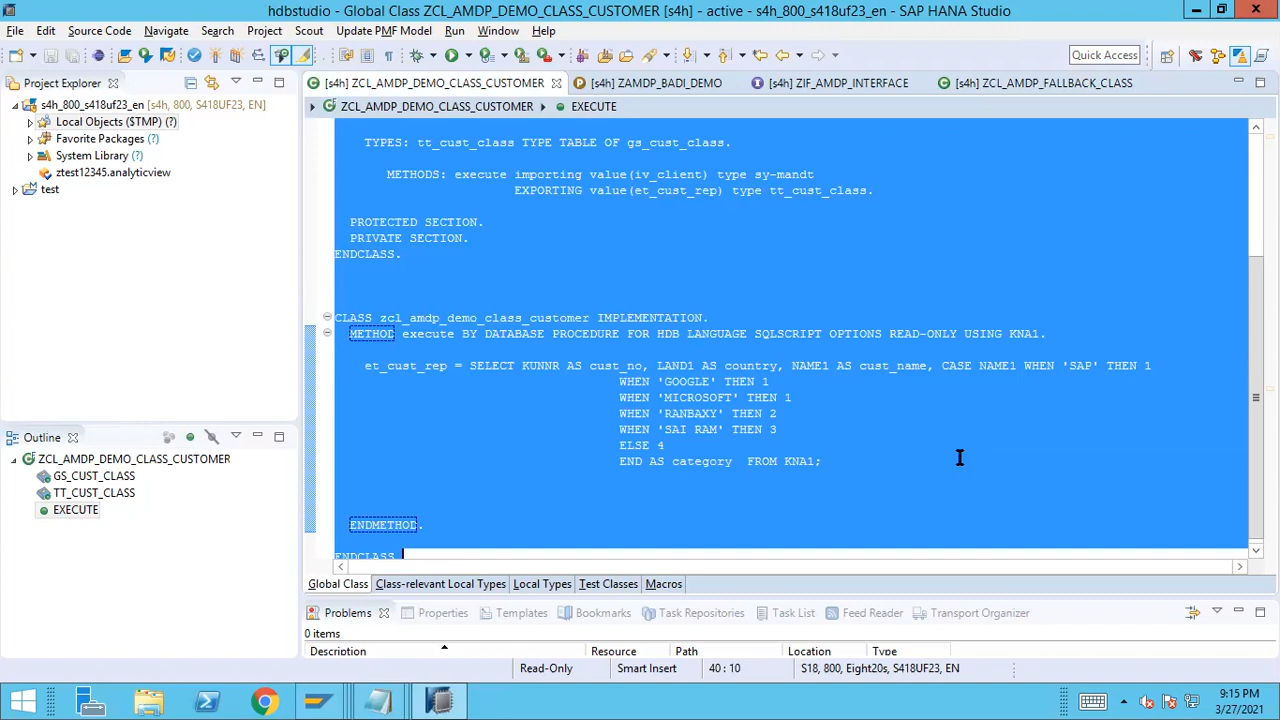 hdbstudio - Global Class ZCL_AMDP_DEMO_CLASS_CUSTOMER [s4h] - active - s4h_800_s418uf23_en - SAP HANA Studio
File Edit Source Code Navigate Search Project Scout Update PMF Model Run Window Help
Quick Access
Project Explorer
[s4h] ZCL_AMDP_DEMO_CLASS_CUSTOMER [s4h] ZAMDP_BADI_DEMO [s4h] ZIF_AMDP_INTERFACE [s4h] ZCL_AMDP_FALLBACK_CLASS
s4h_800_s418uf23_en [s4h, 800, S418UF23, EN]
Local Objects ($TMP) (?)
Favorite Packages (?)
System Library (?)
ztest12345.analyticview
test
ZCL_AMDP_DEMO_CLASS_CUSTOMER EXECUTE
TYPES: tt_cust_class TYPE TABLE OF gs_cust_class.
METHODS: execute importing value(iv_client) type sy-mandt
EXPORTING value(et_cust_rep) type tt_cust_class.
PROTECTED SECTION.
PRIVATE SECTION.
ENDCLASS.
CLASS zcl_amdp_demo_class_customer IMPLEMENTATION.
METHOD execute BY DATABASE PROCEDURE FOR HDB LANGUAGE SQLSCRIPT OPTIONS READ-ONLY USING KNA1.
et_cust_rep = SELECT KUNNR AS cust_no, LAND1 AS country, NAME1 AS cust_name, CASE NAME1 WHEN 'SAP' THEN 1
WHEN 'GOOGLE' THEN 1
WHEN 'MICROSOFT' THEN 1
WHEN 'RANBAXY' THEN 2
WHEN 'SAI RAM' THEN 3
ELSE 4
END AS category FROM KNA1;
ENDMETHOD.
ENDCLASS.
Outline
ZCL_AMDP_DEMO_CLASS_CUSTOMER
GS_CUST_CLASS
TT_CUST_CLASS
EXECUTE
Global Class Class-relevant Local Types Local Types Test Classes Macros
Problems Properties Templates Bookmarks Task Repositories Task List Feed Reader Transport Organizer
0 items
Description Resource Path Location Type
Read-Only Smart Insert 40 : 10 S18, 800, Eight20s, S418UF23, EN
9:15 PM
3/27/2021